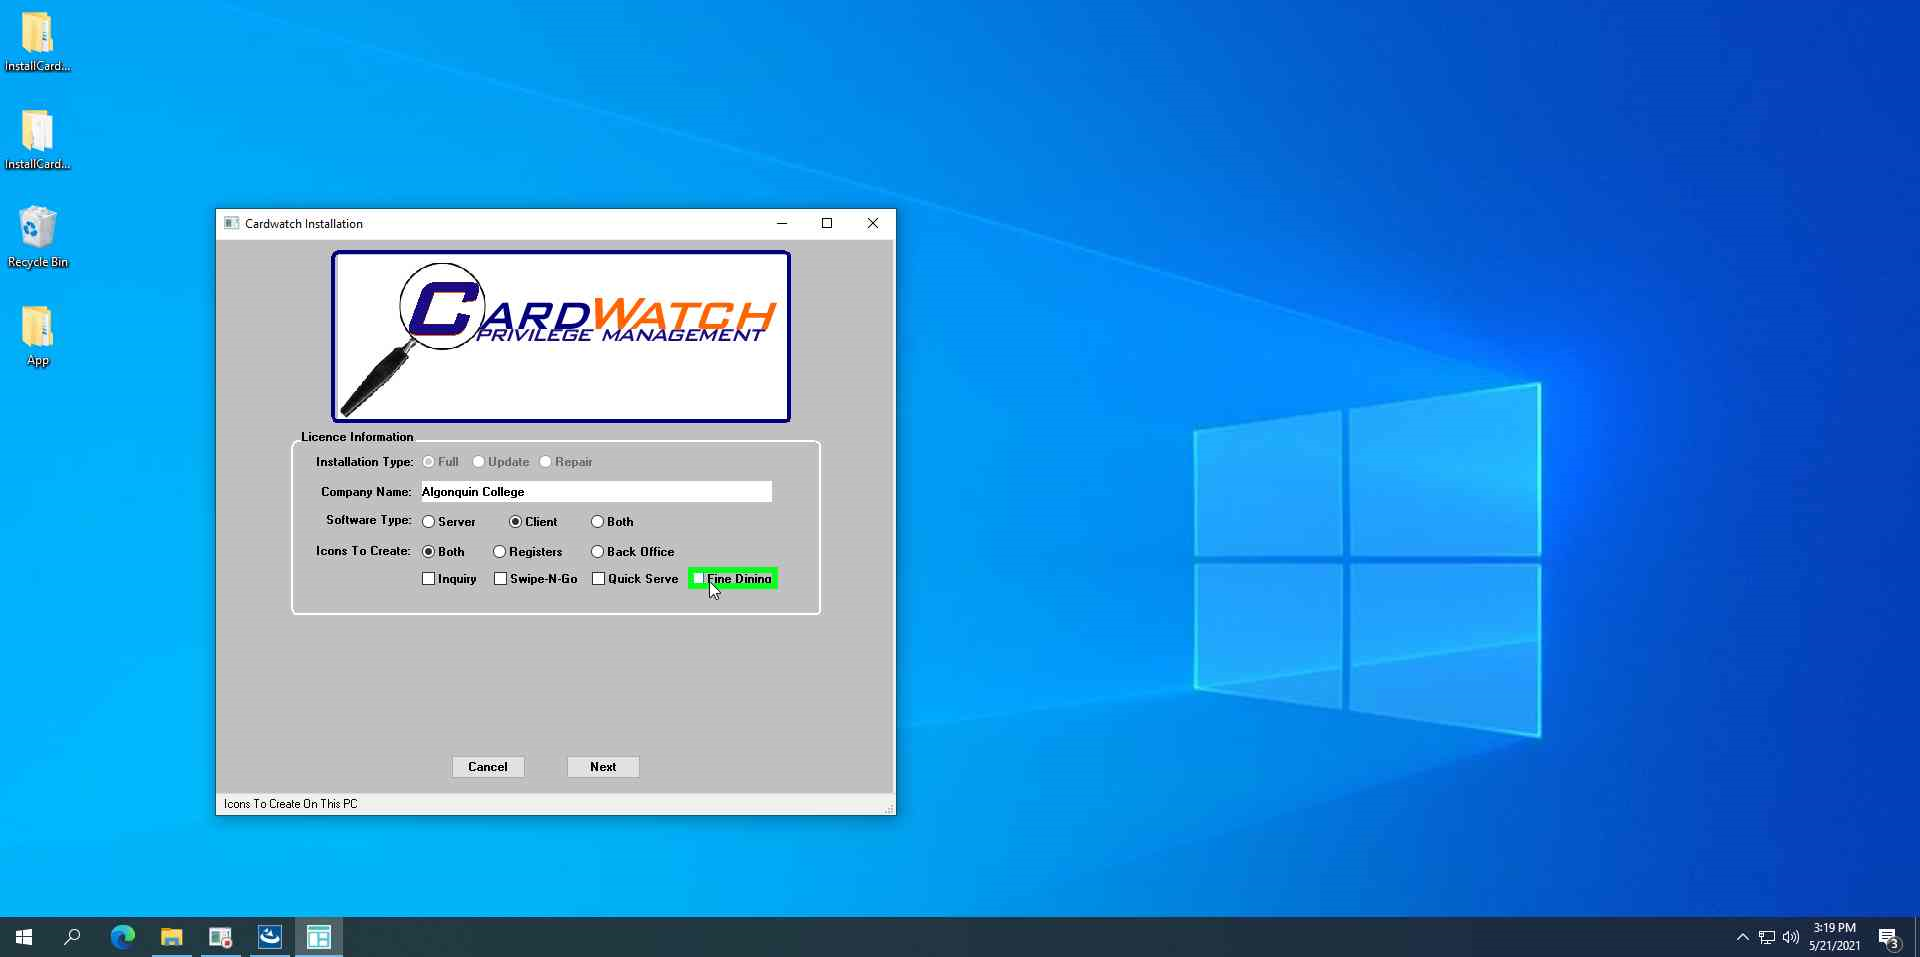 InstallCard...
InstallCard...
Recycle Bin
App
Cardwatch Installation
CARDWATCH
PRIVILEGE MANAGEMENT
Licence Information
Installation Type: Full Update Repair
Company Name: Algonquin College
Software Type: Server Client Both
Icons To Create: Both Registers Back Office
Inquiry Swipe-N-Go Quick Serve Fine Dining
Cancel Next
Icons To Create On This PC
3:19 PM
5/21/2021
3